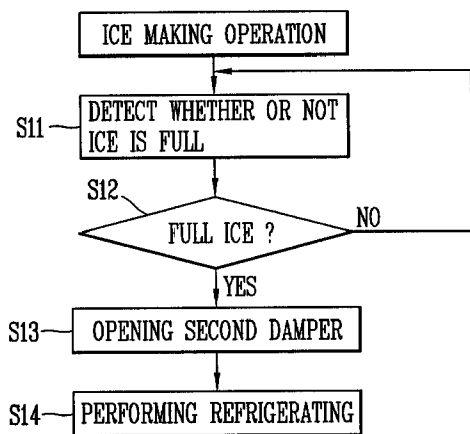 ICE MAKING OPERATION
S11
DETECT WHETHER OR NOT
ICE IS FULL
S12
FULL ICE ?
NO
YES
S13
OPENING SECOND DAMPER
S14
PERFORMING REFRIGERATING